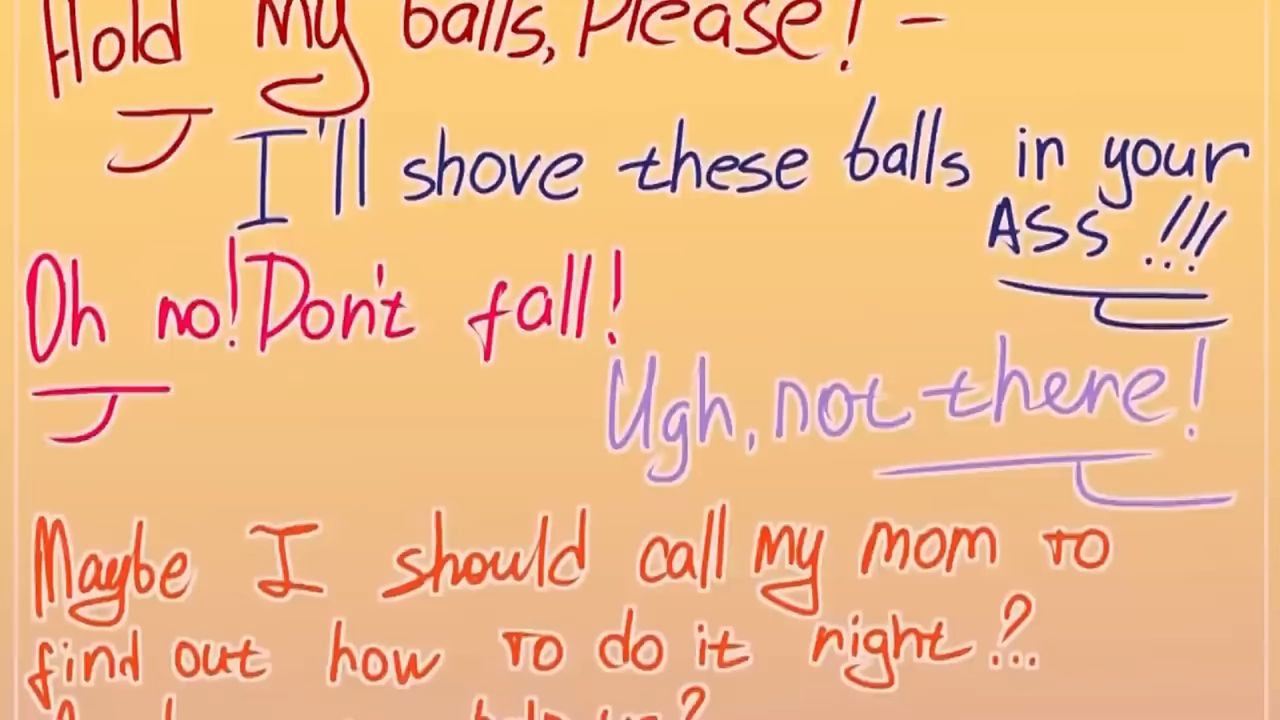 Hold my balls, Please! –
I'll shove these balls in your
ASS !!!
Oh no! Don't fall!
Ugh, not there!
Maybe I should call my mom to
find out how to do it right?...